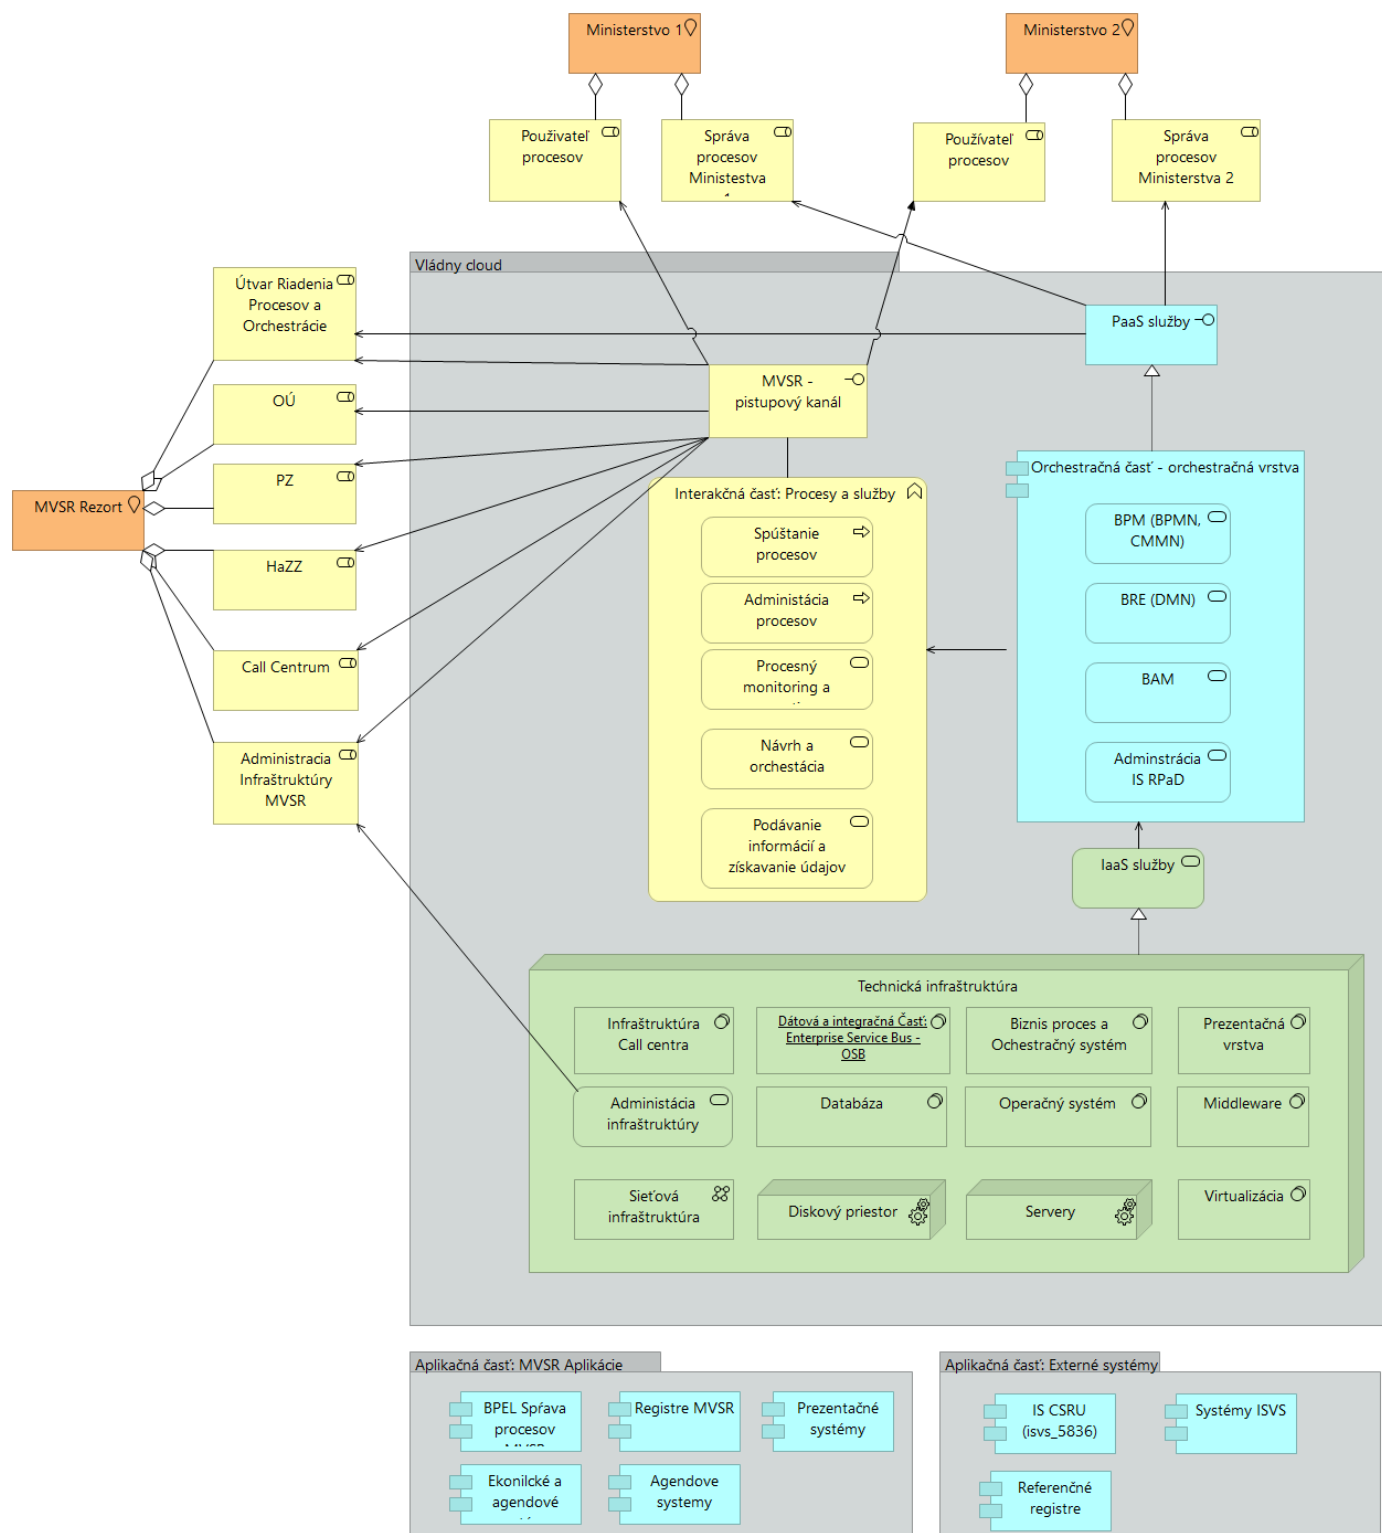 Ministerstvo 1
Ministerstvo 2
Použivateľ
procesov
Správa
procesov
Ministestva
Používateľ
procesov
Správa
procesov
Ministerstva 2
Vládny cloud
Útvar Riadenia
Procesov a
Orchestrácie
PaaS služby
MVSR -
pistupový kanál
OÚ
PZ
MVSR Rezort
HaZZ
Call Centrum
Administracia
Infraštruktúry
MVSR
Interakčná časť: Procesy a služby
Spúštanie
procesov
Administácia
procesov
Procesný
monitoring a
Návrh a
orchestácia
Podávanie
informácií a
získavanie údajov
Orchestračná časť - orchestračná vrstva
BPM (BPMN,
CMMN)
BRE (DMN)
BAM
Adminstrácia
IS RPaD
IaaS služby
Technická infraštruktúra
Infraštruktúra
Call centra
Dátová a integračná Časť:
Enterprise Service Bus -
OSB
Biznis proces a
Ochestračný systém
Prezentačná
vrstva
Administácia
infraštruktúry
Databáza
Operačný systém
Middleware
Sieťová
infraštruktúra
Diskový priestor
Servery
Virtualizácia
Aplikačná časť: MVSR Aplikácie
BPEL Spŕava
procesov
Registre MVSR
Prezentačné
systémy
Ekonilcké a
agendové
Agendove
systemy
Aplikačná časť: Externé systémy
IS CSRU
(isvs_5836)
Systémy ISVS
Referenčné
registre